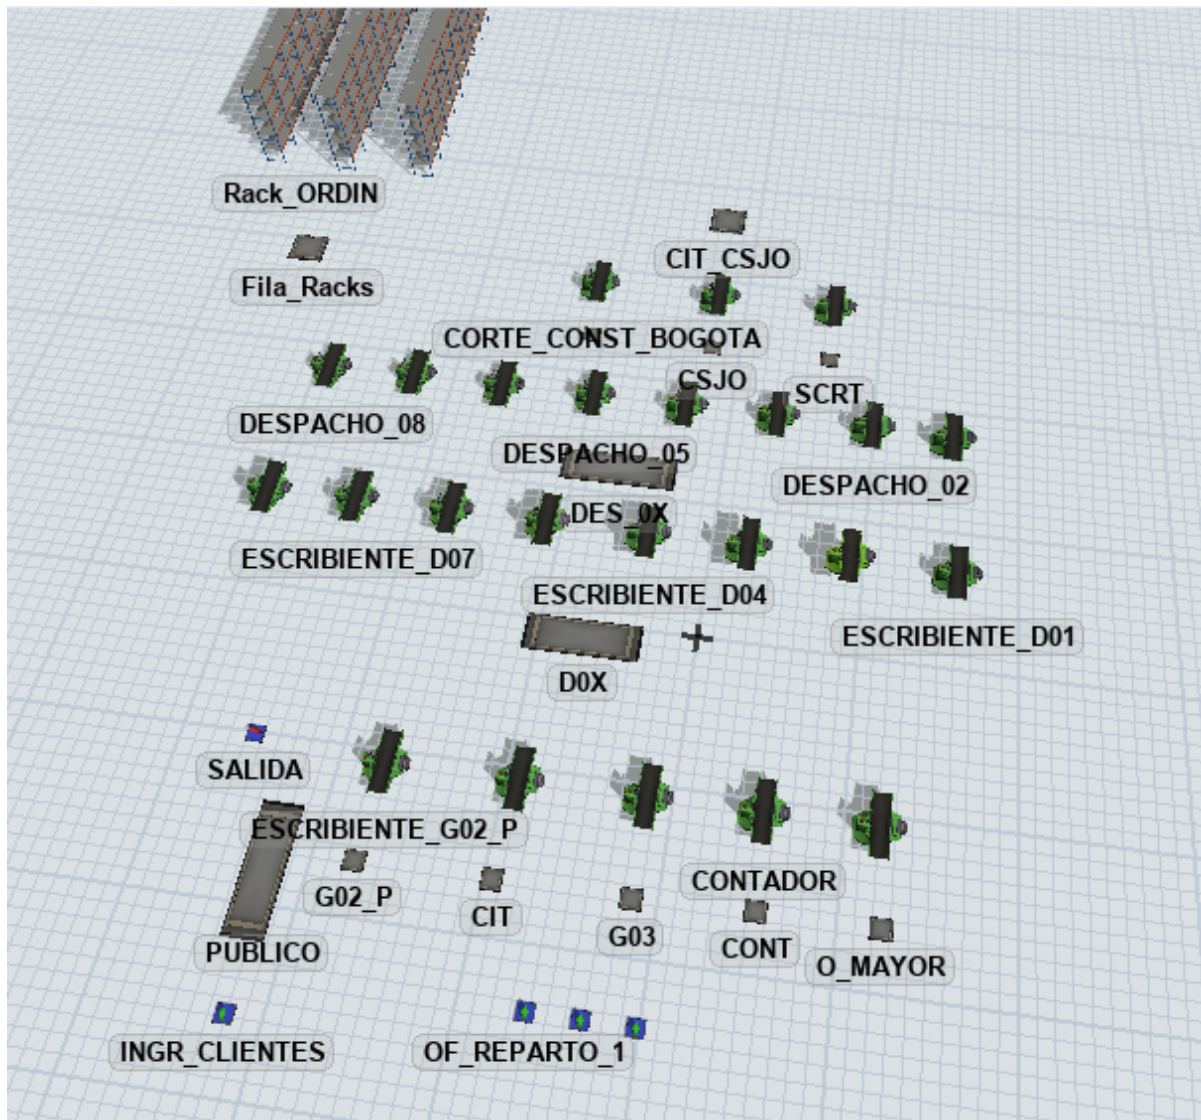 Rack_ORDIN
CIT_CSJO
Fila_Racks
CORTE_CONST_BOGOTA
CSJO
SCRT
DESPACHO_08
DESPACHO_05
DESPACHO_02
DES_0X
ESCRIBIENTE_D07
ESCRIBIENTE_D04
ESCRIBIENTE_D01
D0X
SALIDA
ESCRIBIENTE_G02_P
CONTADOR
G02_P
CIT
G03
CONT
PUBLICO
O_MAYOR
INGR_CLIENTES
OF_REPARTO_1